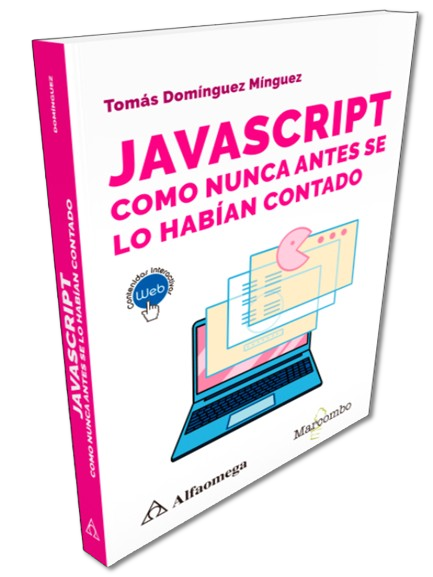 Tomás Domínguez Mínguez
JAVASCRIPT
COMO NUNCA ANTES SE
LO HABÍAN CONTADO
Contenidos interactivos
Web
Alfaomega
Marcombo
DOMÍNGUEZ
JAVASCRIPT
COMO NUNCA ANTES SE LO HABÍAN CONTADO